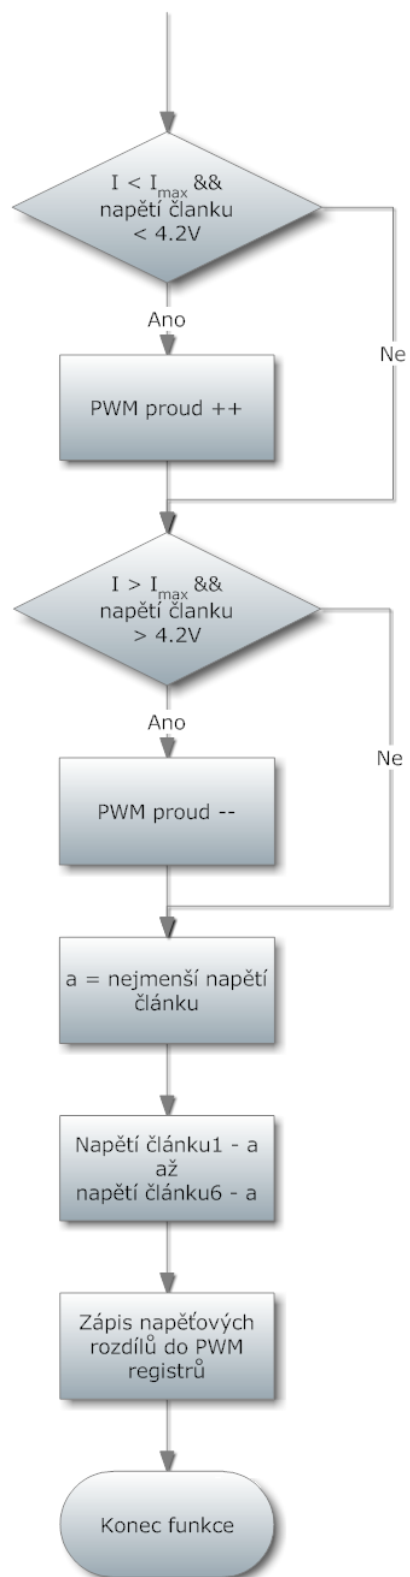 I < Imax &&
napětí članku
< 4.2V
Ano
Ne
PWM proud ++
I > Imax &&
napětí članku
> 4.2V
Ano
Ne
PWM proud --
a = nejmenší napětí
článku
Napětí článku1 - a
až
napětí článku6 - a
Zápis napěťových
rozdílů do PWM
registrů
Konec funkce